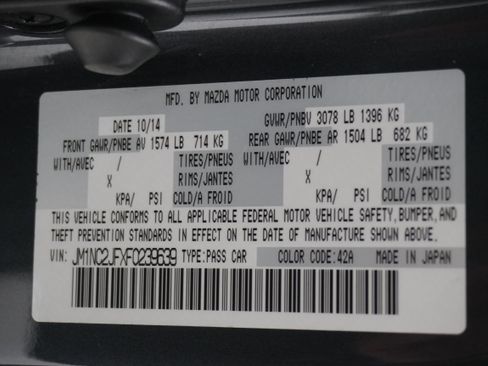 MFD. BY MAZDA MOTOR CORPORATION
DATE 10/14 GVWR/PNBV 3078 LB 1396 KG
FRONT GAWR/PNBE AV 1574 LB 714 KG REAR GAWR/PNBE AR 1504 LB 682 KG
WITH/AVEC / TIRES/PNEUS WITH/AVEC / TIRES/PNEUS
X RIMS/JANTES X RIMS/JANTES
KPA/ PSI COLD/A FROID KPA/ PSI COLD/A FROID
THIS VEHICLE CONFORMS TO ALL APPLICABLE FEDERAL MOTOR VEHICLE SAFETY, BUMPER, AND
THEFT PREVENTION STANDARDS IN EFFECT ON THE DATE OF MANUFACTURE SHOWN ABOVE.
VIN: JM1NC2JFXF0239639 TYPE:PASS CAR COLOR CODE:42A MADE IN JAPAN